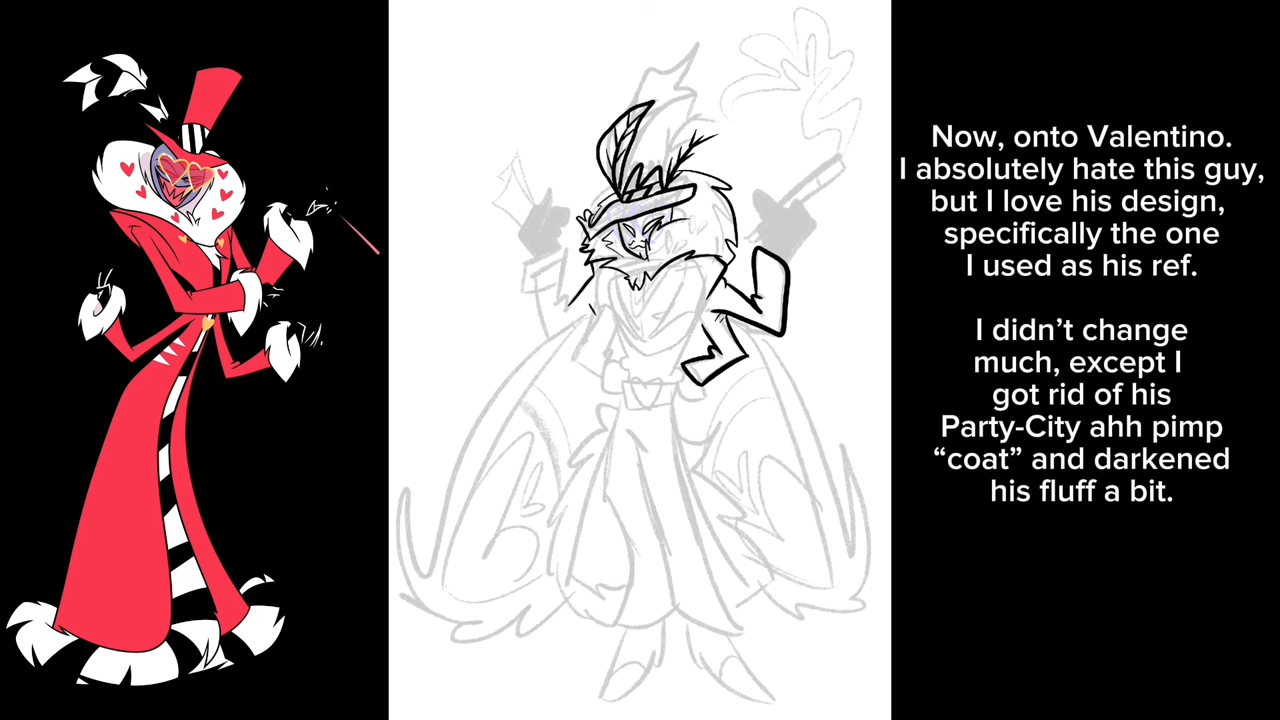 Now, onto Valentino.
I absolutely hate this guy,
but I love his design,
specifically the one
I used as his ref.
I didn’t change
much, except I
got rid of his
Party-City ahh pimp
“coat” and darkened
his fluff a bit.